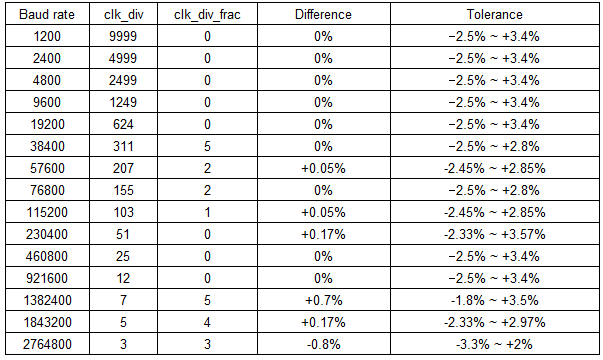 Baud rate clk_div clk_div_frac Difference Tolerance
1200 9999 0 0% −2.5% ~ +3.4%
2400 4999 0 0% −2.5% ~ +3.4%
4800 2499 0 0% −2.5% ~ +3.4%
9600 1249 0 0% −2.5% ~ +3.4%
19200 624 0 0% −2.5% ~ +3.4%
38400 311 5 0% −2.5% ~ +2.8%
57600 207 2 +0.05% -2.45% ~ +2.85%
76800 155 2 0% −2.5% ~ +2.8%
115200 103 1 +0.05% -2.45% ~ +2.85%
230400 51 0 +0.17% -2.33% ~ +3.57%
460800 25 0 0% −2.5% ~ +3.4%
921600 12 0 0% −2.5% ~ +3.4%
1382400 7 5 +0.7% -1.8% ~ +3.5%
1843200 5 4 +0.17% -2.33% ~ +2.97%
2764800 3 3 -0.8% -3.3% ~ +2%